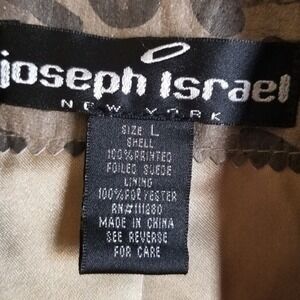 joseph Israel
NEW YORK
SIZE L
SHELL
100% PRINTED
FOILED SUEDE
LINING
100% POLYESTER
RN#111280
MADE IN CHINA
SEE REVERSE
FOR CARE